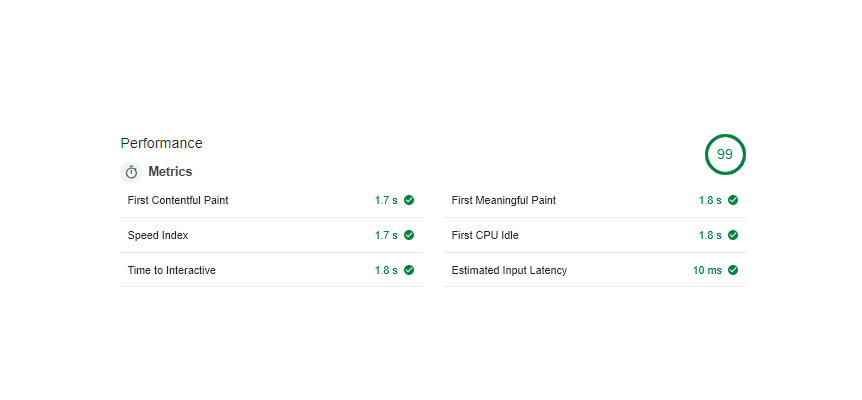 Performance
99
Metrics
First Contentful Paint 1.7 s
First Meaningful Paint 1.8 s
Speed Index 1.7 s
First CPU Idle 1.8 s
Time to Interactive 1.8 s
Estimated Input Latency 10 ms